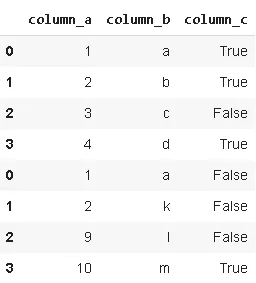 column_a column_b column_c
0 1 a True
1 2 b True
2 3 c False
3 4 d True
0 1 a False
1 2 k False
2 9 l False
3 10 m True